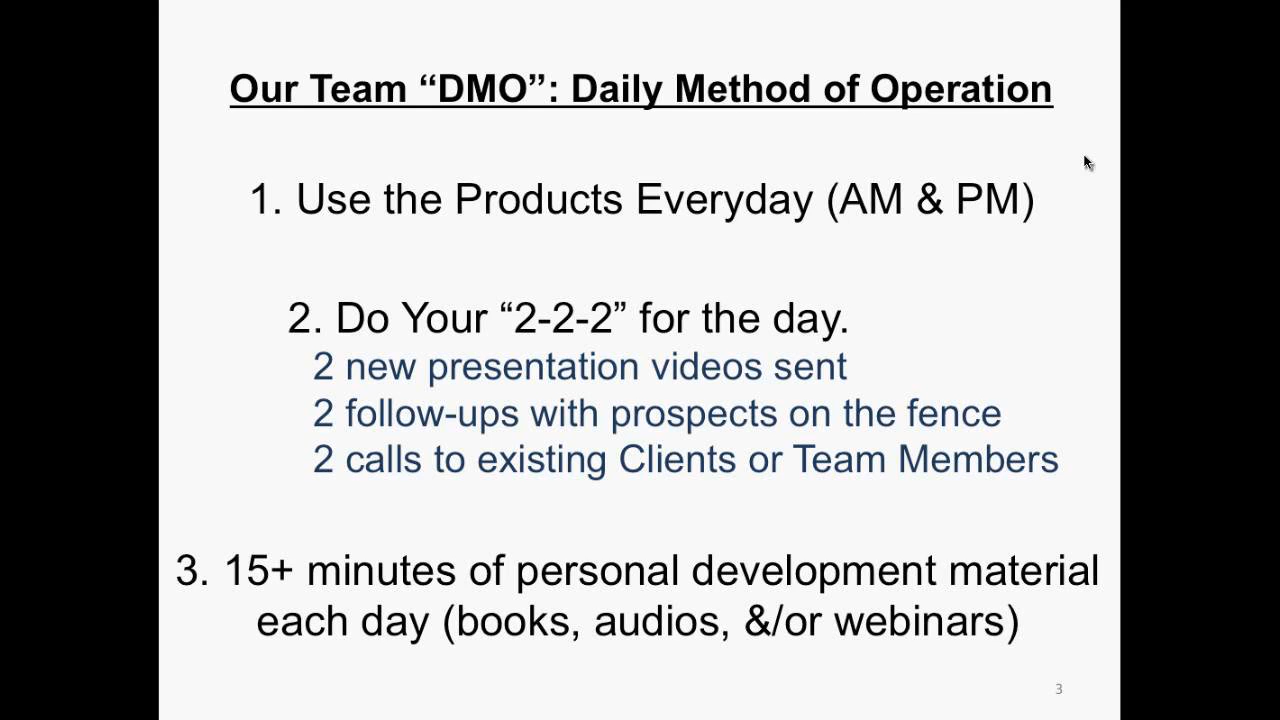 Our Team “DMO”: Daily Method of Operation
1. Use the Products Everyday (AM & PM)
2. Do Your “2-2-2” for the day.
2 new presentation videos sent
2 follow-ups with prospects on the fence
2 calls to existing Clients or Team Members
3. 15+ minutes of personal development material
each day (books, audios, &/or webinars)
3